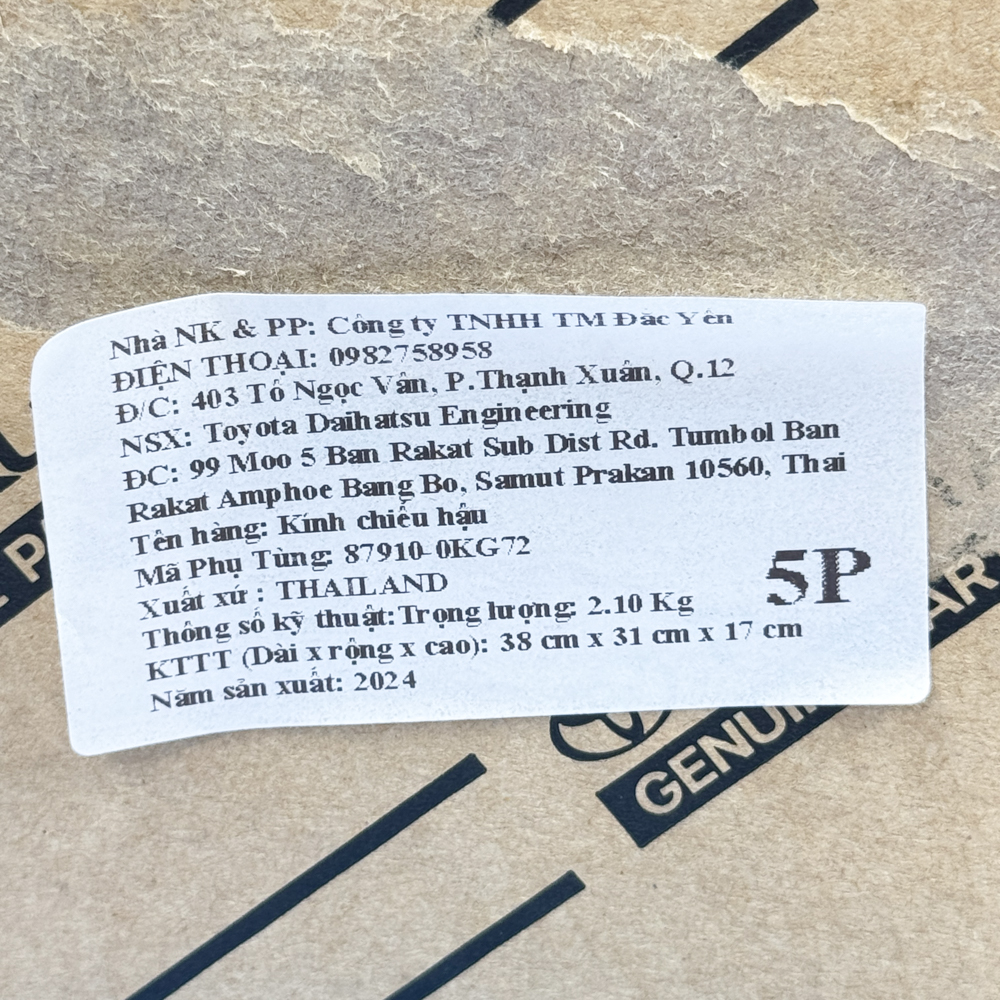 Nhà NK & PP: Công ty TNHH TM Đăc Yên
ĐIỆN THOẠI: 0982758958
Đ/C: 403 Tô Ngọc Vân, P.Thạnh Xuân, Q.12
NSX: Toyota Daihatsu Engineering
ĐC: 99 Moo 5 Ban Rakat Sub Dist Rd. Tumbol Ban
Rakat Amphoe Bang Bo, Samut Prakan 10560, Thai
Tên hàng: Kính chiếu hậu
Mã Phụ Tùng: 87910-0KG72
Xuất xứ : THAILAND
5P
Thông số kỹ thuật: Trọng lượng: 2.10 Kg
KTTT (Dài x rộng x cao): 38 cm x 31 cm x 17 cm
Năm sản xuất: 2024